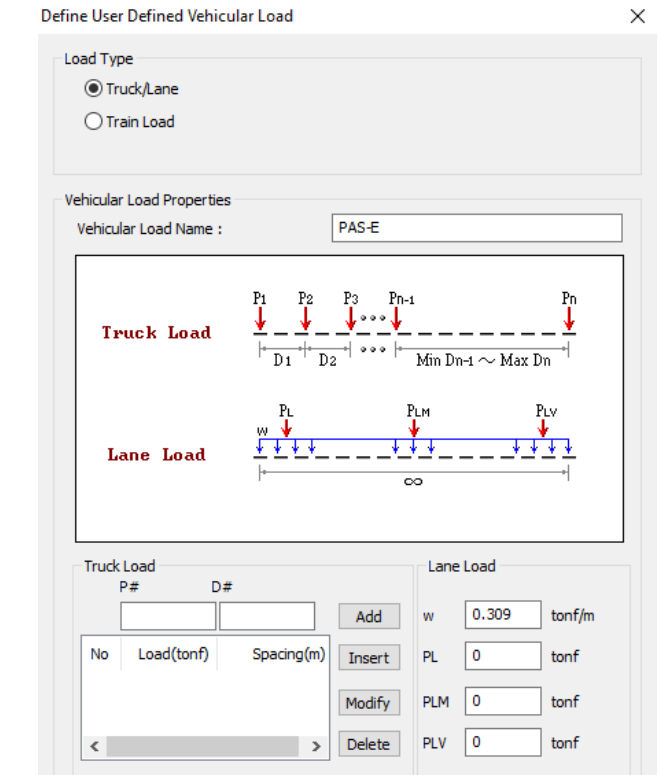 Define User Defined Vehicular Load
Load Type
Truck/Lane
Train Load
Vehicular Load Properties
Vehicular Load Name : PAS-E
P1 P2 P3 Pn-1 Pn
Truck Load
D1 D2 Min Dn-1 ~ Max Dn
PL PLM PLV
w
Lane Load
∞
Truck Load Lane Load
P# D#
Add w 0.309 tonf/m
No Load(tonf) Spacing(m) Insert PL 0 tonf
Modify PLM 0 tonf
Delete PLV 0 tonf